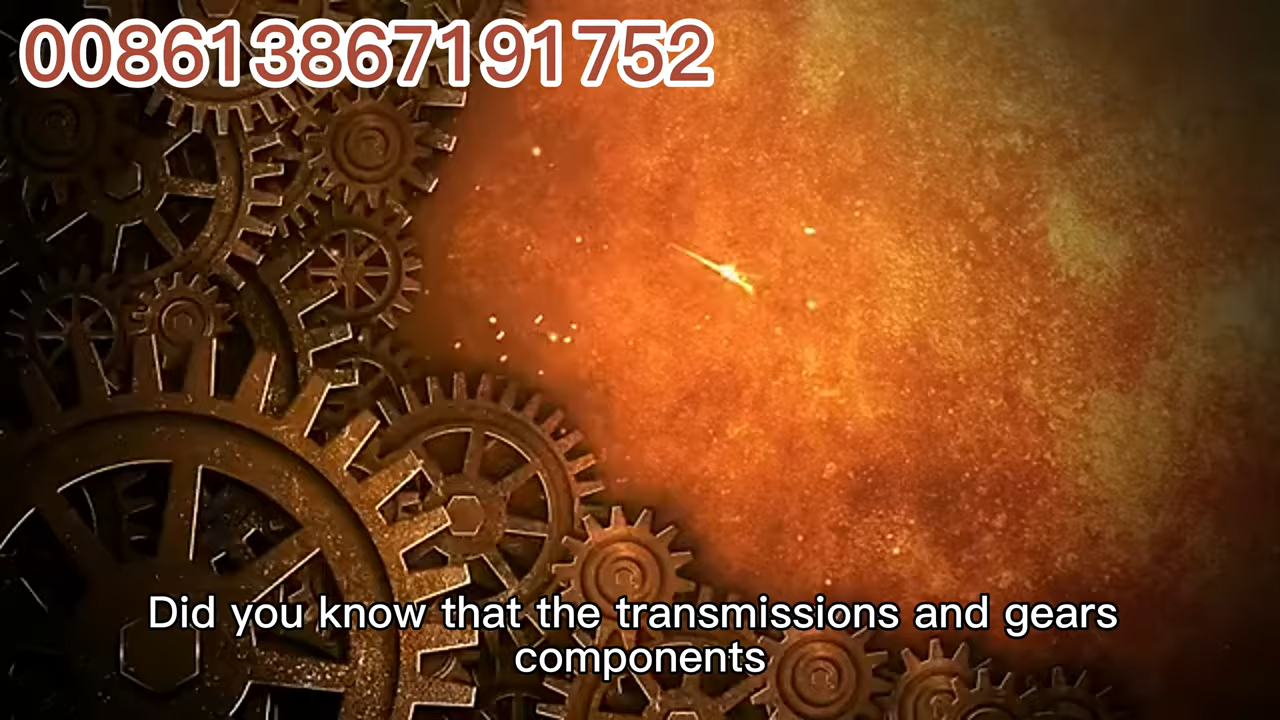 008613867191752
Did you know that the transmissions and gears
components